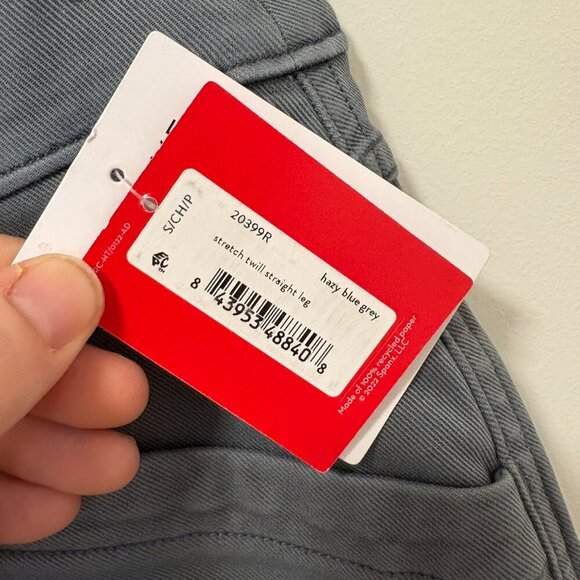 S/CH/P
20399R
stretch twill straight leg
hazy blue grey
8 43953 48840 8
Made of 100% recycled paper
© 2022 Spanx, LLC